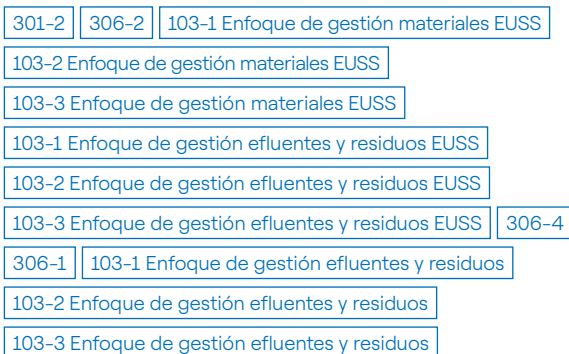 301-2 306-2 103-1 Enfoque de gestión materiales EUSS
103-2 Enfoque de gestión materiales EUSS
103-3 Enfoque de gestión materiales EUSS
103-1 Enfoque de gestión efluentes y residuos EUSS
103-2 Enfoque de gestión efluentes y residuos EUSS
103-3 Enfoque de gestión efluentes y residuos EUSS 306-4
306-1 103-1 Enfoque de gestión efluentes y residuos
103-2 Enfoque de gestión efluentes y residuos
103-3 Enfoque de gestión efluentes y residuos